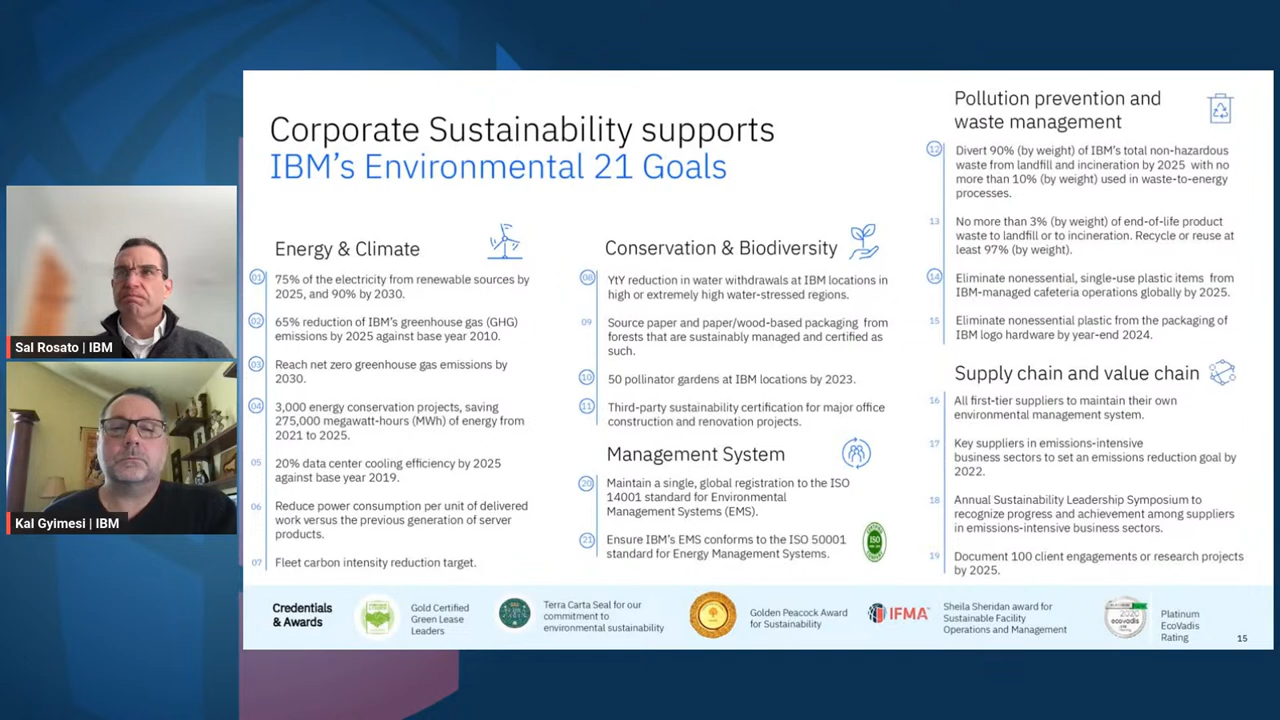 Corporate Sustainability supports
IBM's Environmental 21 Goals
Energy & Climate
01 75% of the electricity from renewable sources by
2025, and 90% by 2030.
02 65% reduction of IBM's greenhouse gas (GHG)
emissions by 2025 against base year 2010.
03 Reach net zero greenhouse gas emissions by
2030.
04 3,000 energy conservation projects, saving
275,000 megawatt-hours (MWh) of energy from
2021 to 2025.
05 20% data center cooling efficiency by 2025
against base year 2019.
06 Reduce power consumption per unit of delivered
work versus the previous generation of server
products.
07 Fleet carbon intensity reduction target.
Conservation & Biodiversity
08 YtY reduction in water withdrawals at IBM locations in
high or extremely high water-stressed regions.
09 Source paper and paper/wood-based packaging from
forests that are sustainably managed and certified as
such.
10 50 pollinator gardens at IBM locations by 2023.
11 Third-party sustainability certification for major office
construction and renovation projects.
Management System
20 Maintain a single, global registration to the ISO
14001 standard for Environmental
Management Systems (EMS).
21 Ensure IBM's EMS conforms to the ISO 50001
standard for Energy Management Systems.
ISO
Pollution prevention and
waste management
12 Divert 90% (by weight) of IBM's total non-hazardous
waste from landfill and incineration by 2025 with no
more than 10% (by weight) used in waste-to-energy
processes.
13 No more than 3% (by weight) of end-of-life product
waste to landfill or to incineration. Recycle or reuse at
least 97% (by weight).
14 Eliminate nonessential, single-use plastic items from
IBM-managed cafeteria operations globally by 2025.
15 Eliminate nonessential plastic from the packaging of
IBM logo hardware by year-end 2024.
Supply chain and value chain
16 All first-tier suppliers to maintain their own
environmental management system.
17 Key suppliers in emissions-intensive
business sectors to set an emissions reduction goal by
2022.
18 Annual Sustainability Leadership Symposium to
recognize progress and achievement among suppliers
in emissions-intensive business sectors.
19 Document 100 client engagements or research projects
by 2025.
Credentials
& Awards
Gold Certified
Green Lease
Leaders
Terra Carta Seal for our
commitment to
environmental sustainability
Golden Peacock Award
for Sustainability
IFMA
Sheila Sheridan award for
Sustainable Facility
Operations and Management
2020
ecovadis
Platinum
EcoVadis
Rating
15
Sal Rosato | IBM
Kal Gyimesi | IBM